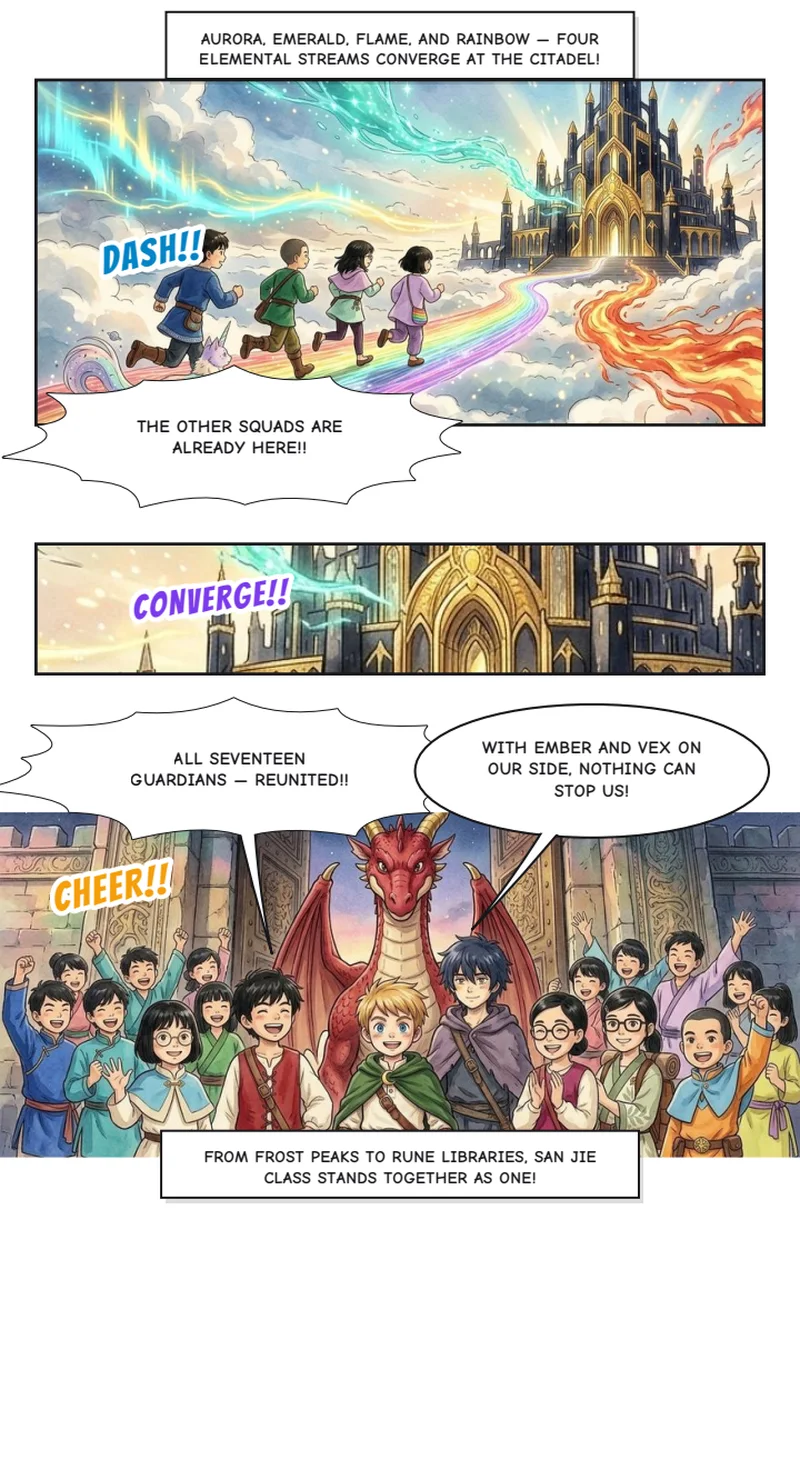 AURORA, EMERALD, FLAME, AND RAINBOW — FOUR
ELEMENTAL STREAMS CONVERGE AT THE CITADEL!
DASH!!
THE OTHER SQUADS ARE
ALREADY HERE!!
CONVERGE!!
ALL SEVENTEEN
GUARDIANS — REUNITED!!
WITH EMBER AND VEX ON
OUR SIDE, NOTHING CAN
STOP US!
CHEER!!
FROM FROST PEAKS TO RUNE LIBRARIES, SAN JIE
CLASS STANDS TOGETHER AS ONE!